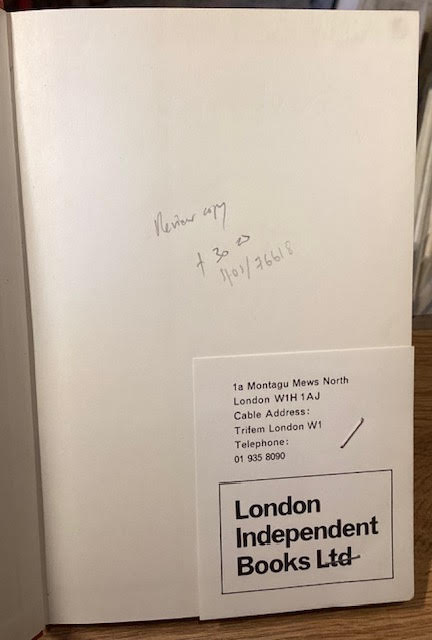 Review copy
30
1a Montagu Mews North
London W1H 1AJ
Cable Address:
Trifem London W1
Telephone:
01 935 8090
London
Independent
Books Ltd